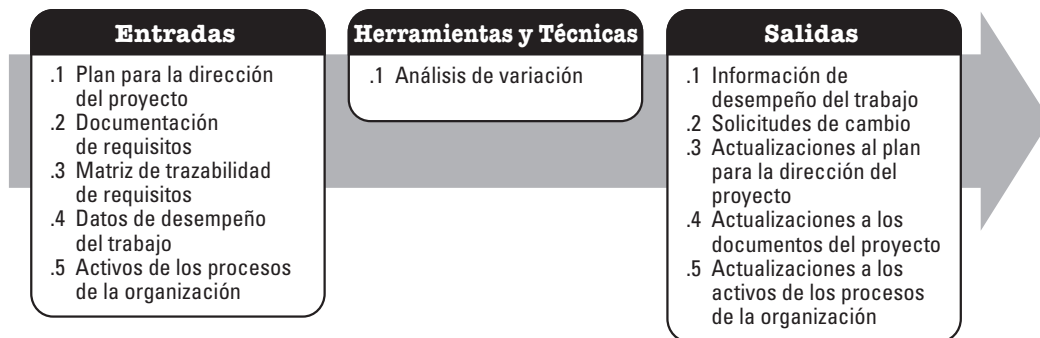 Entradas
.1 Plan para la dirección
del proyecto
.2 Documentación
de requisitos
.3 Matriz de trazabilidad
de requisitos
.4 Datos de desempeño
del trabajo
.5 Activos de los procesos
de la organización
Herramientas y Técnicas
.1 Análisis de variación
Salidas
.1 Información de
desempeño del trabajo
.2 Solicitudes de cambio
.3 Actualizaciones al plan
para la dirección del
proyecto
.4 Actualizaciones a los
documentos del proyecto
.5 Actualizaciones a los
activos de los procesos
de la organización